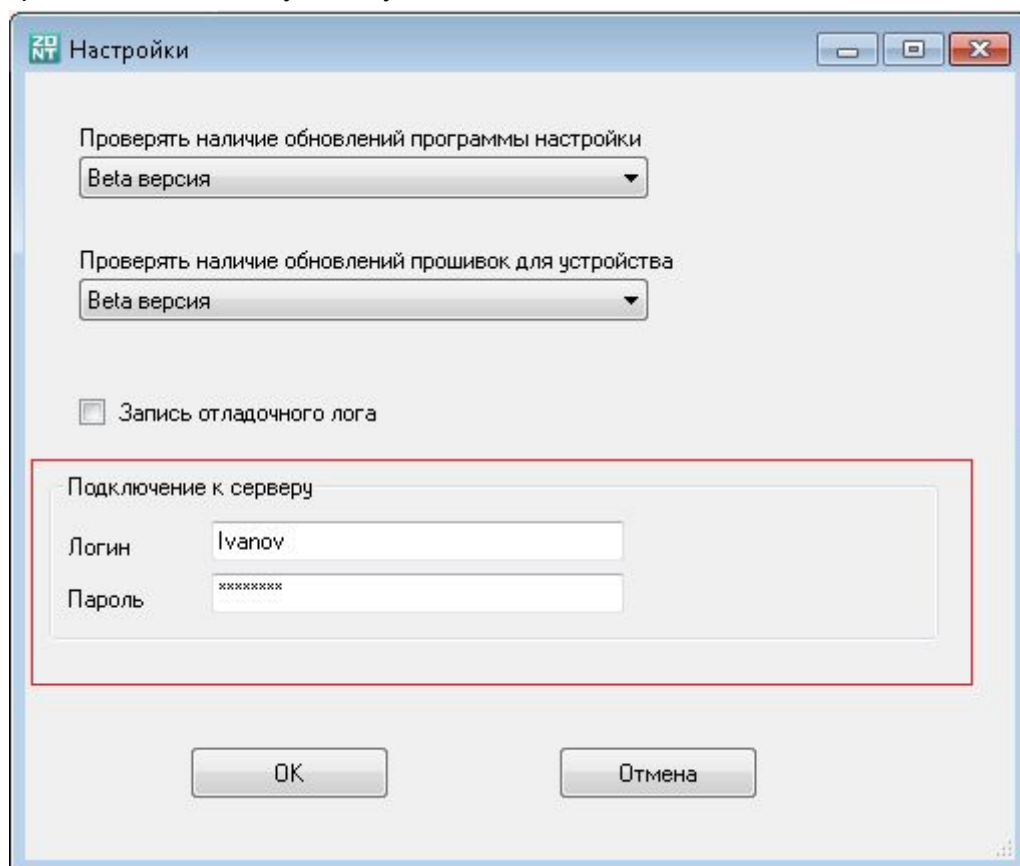 ZONT Настройки
Проверять наличие обновлений программы настройки
Beta версия
Проверять наличие обновлений прошивок для устройства
Beta версия
Запись отладочного лога
Подключение к серверу
Логин Ivanov
Пароль ********
OK Отмена